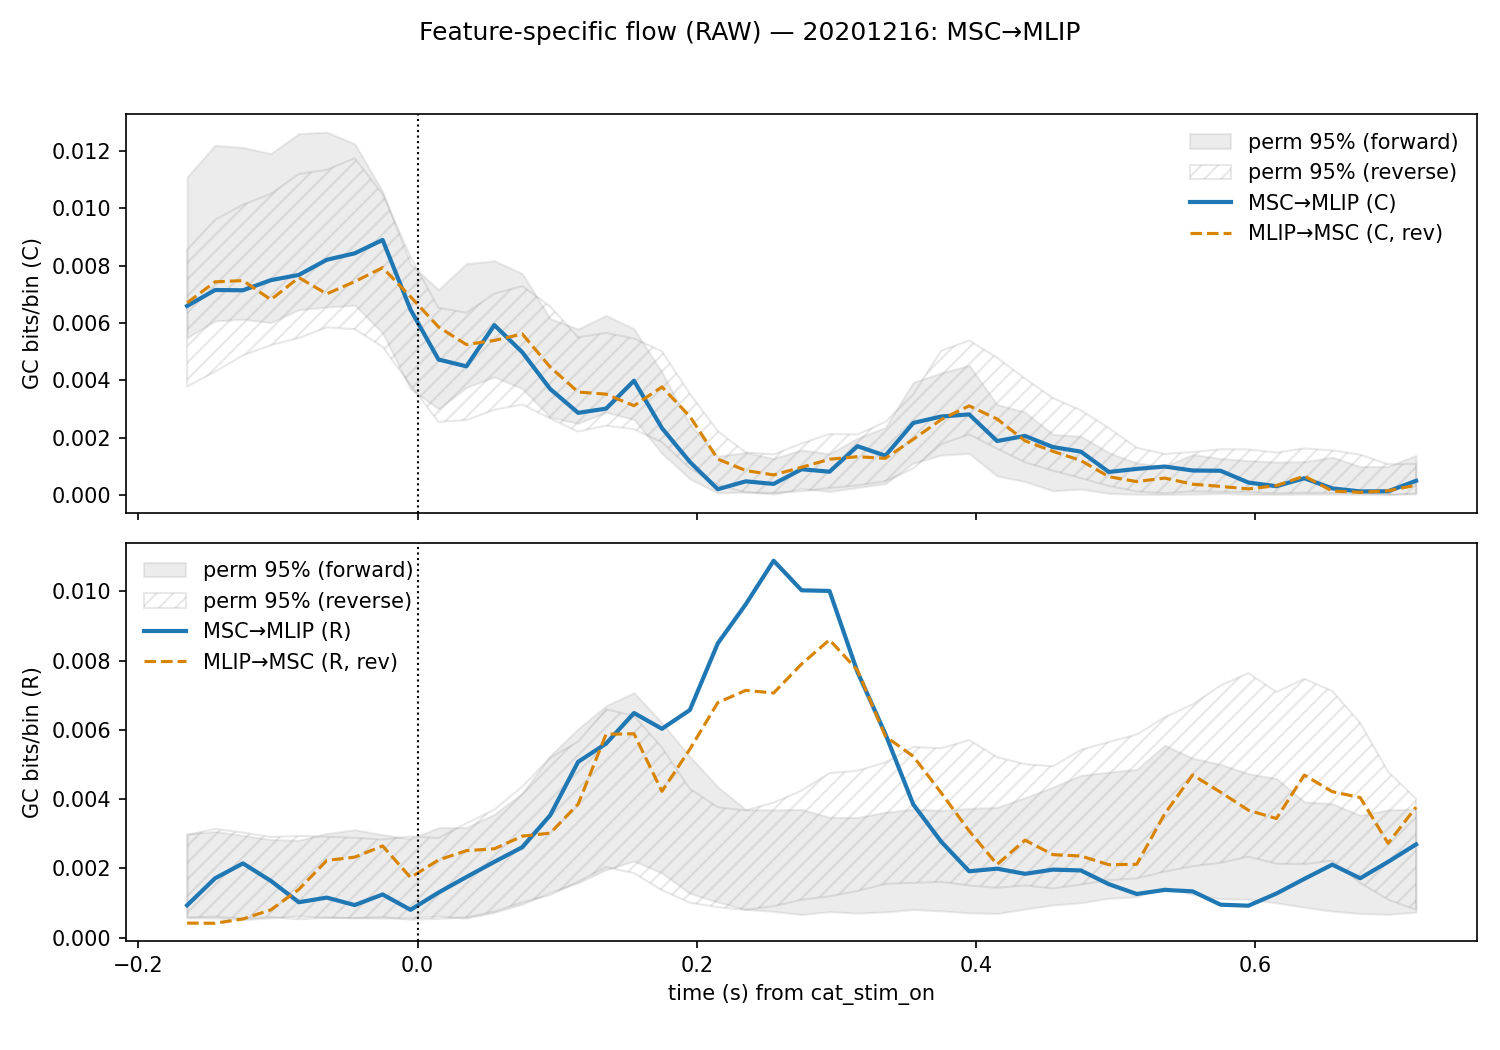 Feature-specific flow (RAW) — 20201216: MSC→MLIP
GC bits/bin (C)
0.012
0.010
0.008
0.006
0.004
0.002
0.000
perm 95% (forward)
perm 95% (reverse)
MSC→MLIP (C)
MLIP→MSC (C, rev)
GC bits/bin (R)
0.010
0.008
0.006
0.004
0.002
0.000
perm 95% (forward)
perm 95% (reverse)
MSC→MLIP (R)
MLIP→MSC (R, rev)
−0.2 0.0 0.2 0.4 0.6
time (s) from cat_stim_on